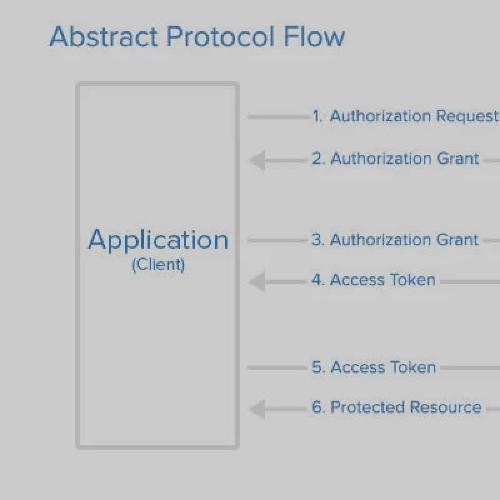 Abstract Protocol Flow
1. Authorization Request
2. Authorization Grant
Application
(Client)
3. Authorization Grant
4. Access Token
5. Access Token
6. Protected Resource